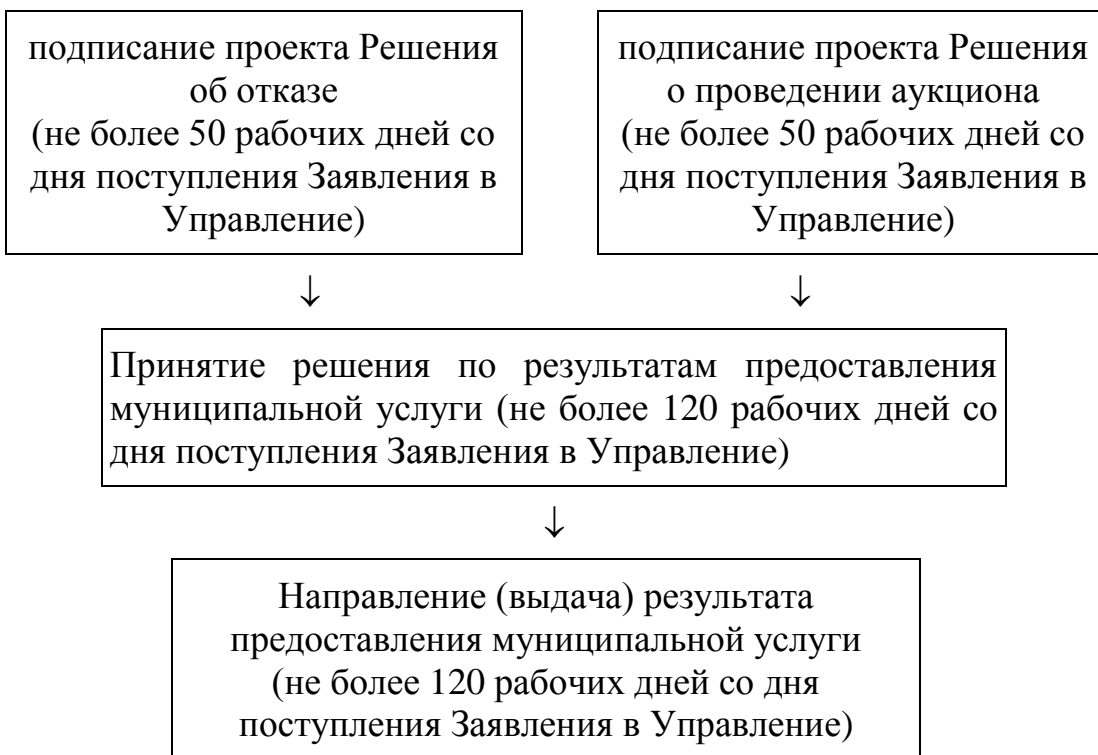 подписание проекта Решения
об отказе
(не более 50 рабочих дней со
дня поступления Заявления в
Управление)
подписание проекта Решения
о проведении аукциона
(не более 50 рабочих дней со
дня поступления Заявления в
Управление)
↓
↓
Принятие решения по результатам предоставления
муниципальной услуги (не более 120 рабочих дней со
дня поступления Заявления в Управление)
↓
Направление (выдача) результата
предоставления муниципальной услуги
(не более 120 рабочих дней со дня
поступления Заявления в Управление)